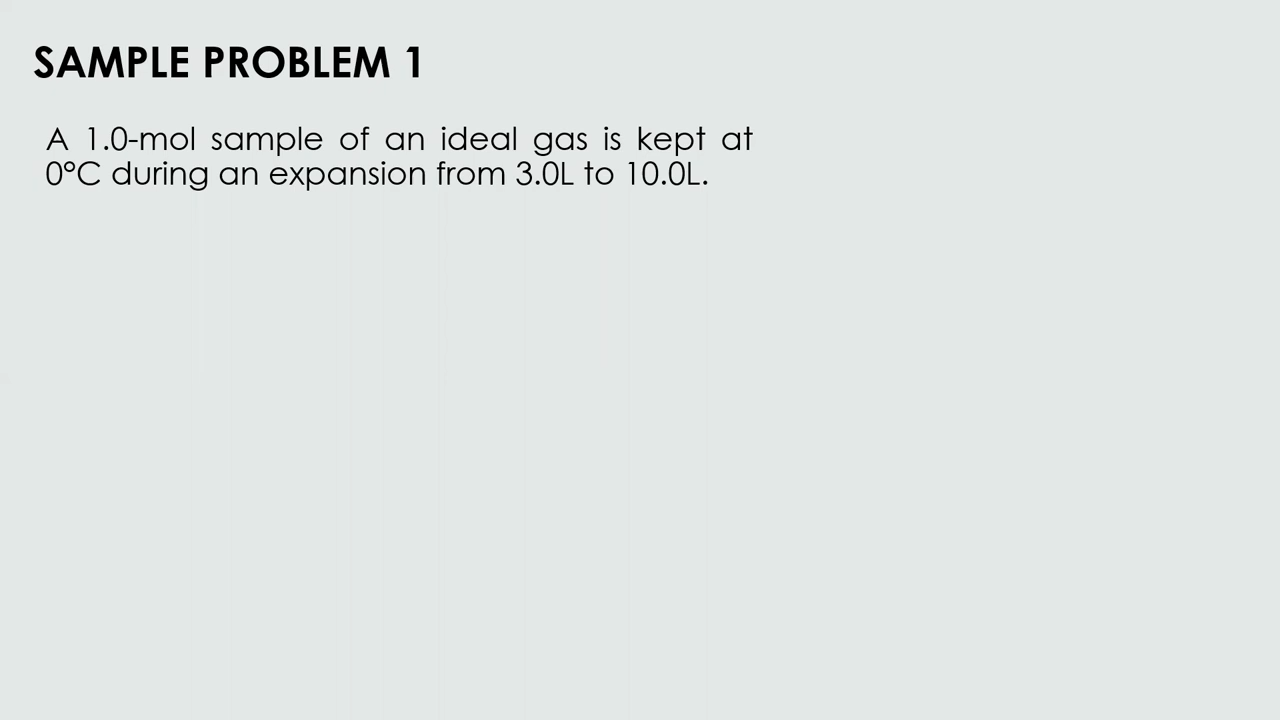 SAMPLE PROBLEM 1
A 1.0-mol sample of an ideal gas is kept at
0°C during an expansion from 3.0L to 10.0L.